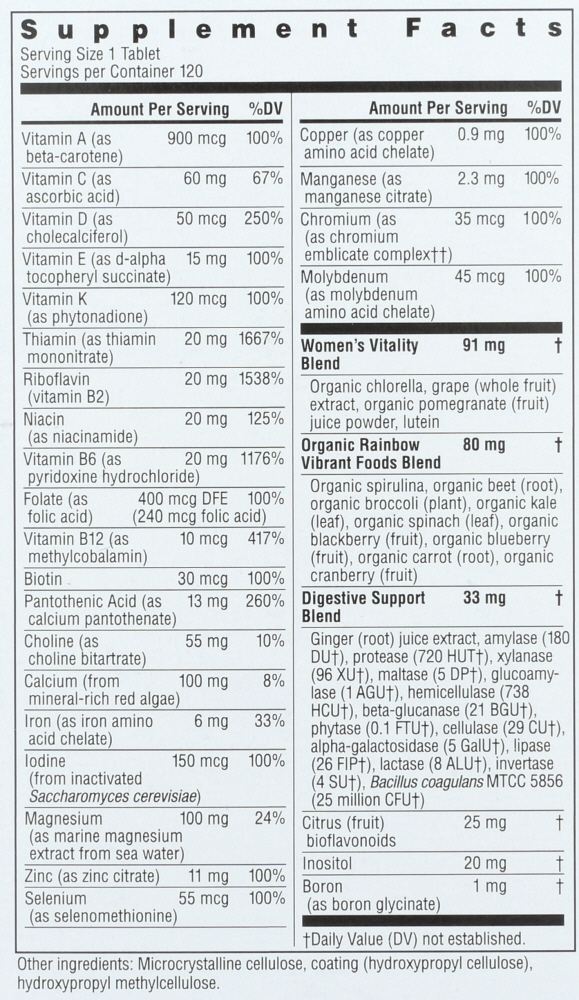 Supplement Facts
Serving Size 1 Tablet
Servings per Container 120
Amount Per Serving %DV
Vitamin A (as 900 mcg 100%
beta-carotene)
Vitamin C (as 60 mg 67%
ascorbic acid)
Vitamin D (as 50 mcg 250%
cholecalciferol)
Vitamin E (as d-alpha 15 mg 100%
tocopheryl succinate)
Vitamin K 120 mcg 100%
(as phytonadione)
Thiamin (as thiamin 20 mg 1667%
mononitrate)
Riboflavin 20 mg 1538%
(vitamin B2)
Niacin 20 mg 125%
(as niacinamide)
Vitamin B6 (as 20 mg 1176%
pyridoxine hydrochloride)
Folate (as 400 mcg DFE 100%
folic acid) (240 mcg folic acid)
Vitamin B12 (as 10 mcg 417%
methylcobalamin)
Biotin 30 mcg 100%
Pantothenic Acid (as 13 mg 260%
calcium pantothenate)
Choline (as 55 mg 10%
choline bitartrate)
Calcium (from 100 mg 8%
mineral-rich red algae)
Iron (as iron amino 6 mg 33%
acid chelate)
Iodine 150 mcg 100%
(from inactivated
Saccharomyces cerevisiae)
Magnesium 100 mg 24%
(as marine magnesium
extract from sea water)
Zinc (as zinc citrate) 11 mg 100%
Selenium 55 mcg 100%
(as selenomethionine)
Amount Per Serving %DV
Copper (as copper 0.9 mg 100%
amino acid chelate)
Manganese (as 2.3 mg 100%
manganese citrate)
Chromium (as 35 mcg 100%
(as chromium
emblicate complex††)
Molybdenum 45 mcg 100%
(as molybdenum
amino acid chelate)
Women's Vitality 91 mg †
Blend
Organic chlorella, grape (whole fruit)
extract, organic pomegranate (fruit)
juice powder, lutein
Organic Rainbow 80 mg †
Vibrant Foods Blend
Organic spirulina, organic beet (root),
organic broccoli (plant), organic kale
(leaf), organic spinach (leaf), organic
blackberry (fruit), organic blueberry
(fruit), organic carrot (root), organic
cranberry (fruit)
Digestive Support 33 mg †
Blend
Ginger (root) juice extract, amylase (180
DU†), protease (720 HUT†), xylanase
(96 XU†), maltase (5 DP†), glucoamy-
lase (1 AGU†), hemicellulase (738
HCU†), beta-glucanase (21 BGU†),
phytase (0.1 FTU†), cellulase (29 CU†),
alpha-galactosidase (5 GalU†), lipase
(26 FIP†), lactase (8 ALU†), invertase
(4 SU†), Bacillus coagulans MTCC 5856
(25 million CFU†)
Citrus (fruit) 25 mg †
bioflavonoids
Inositol 20 mg †
Boron 1 mg †
(as boron glycinate)
†Daily Value (DV) not established.
Other ingredients: Microcrystalline cellulose, coating (hydroxypropyl cellulose),
hydroxypropyl methylcellulose.